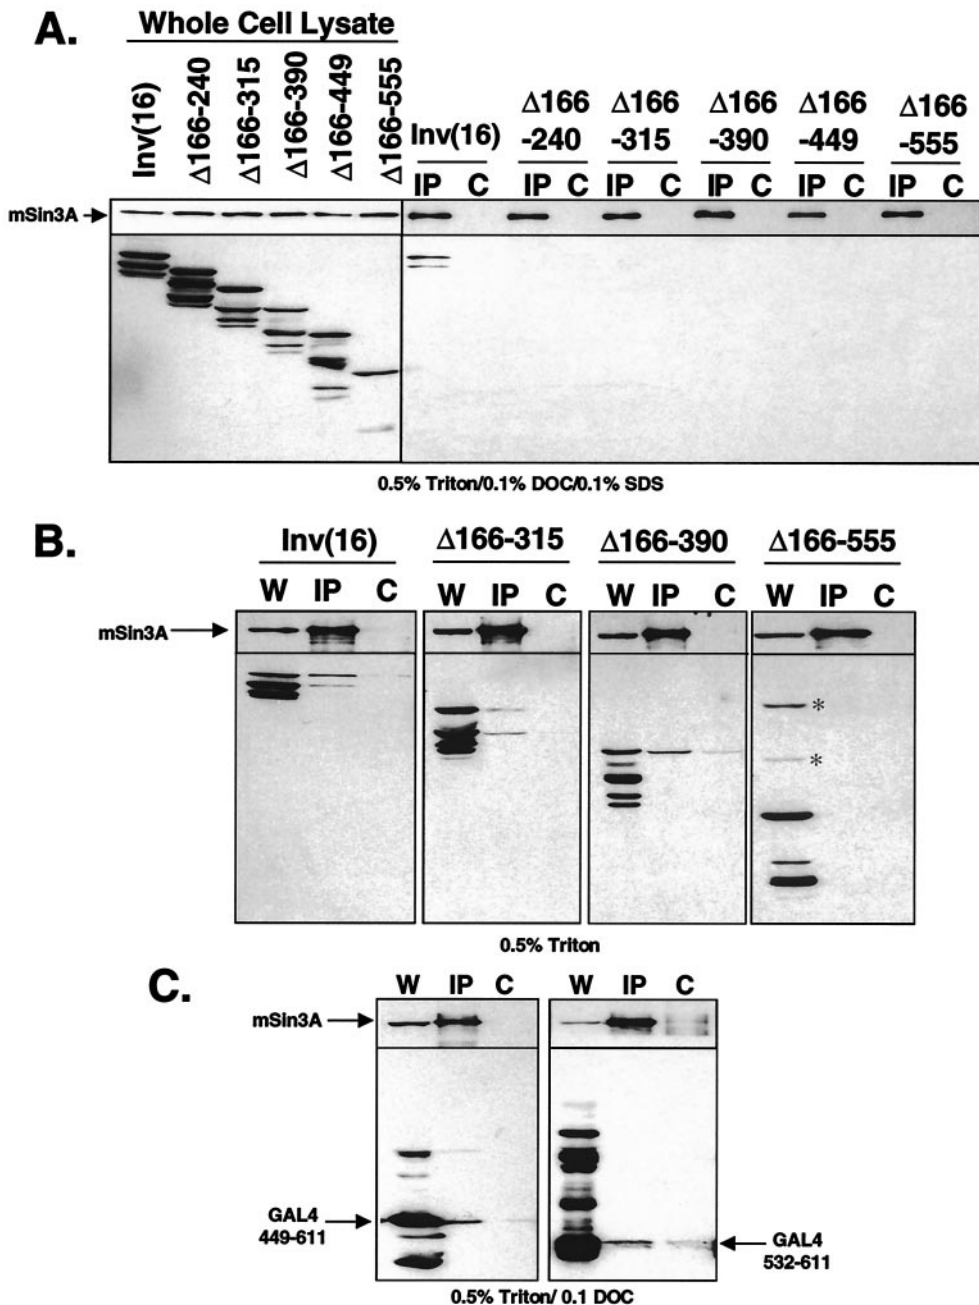 A.
Whole Cell Lysate
Inv(16)
Δ166-240
Δ166-315
Δ166-390
Δ166-449
Δ166-555
Inv(16)
Δ166
-240
Δ166
-315
Δ166
-390
Δ166
-449
Δ166
-555
IP C IP C IP C IP C IP C IP C
mSin3A
0.5% Triton/0.1% DOC/0.1% SDS
B.
Inv(16) Δ166-315 Δ166-390 Δ166-555
W IP C W IP C W IP C W IP C
mSin3A
*
*
0.5% Triton
C.
W IP C W IP C
mSin3A
GAL4
449-611
GAL4
532-611
0.5% Triton/ 0.1 DOC